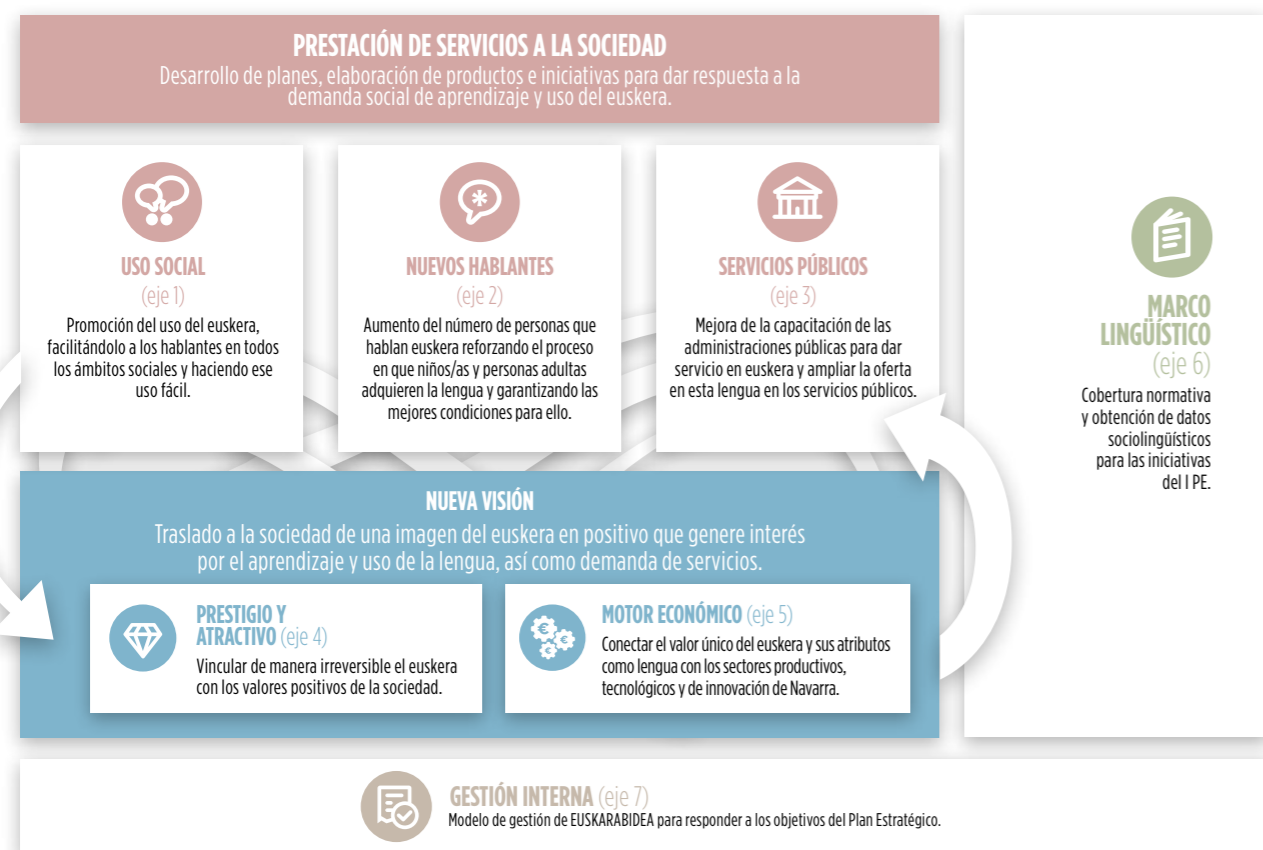 PRESTACIÓN DE SERVICIOS A LA SOCIEDAD
Desarrollo de planes, elaboración de productos e iniciativas para dar respuesta a la
demanda social de aprendizaje y uso del euskera.
USO SOCIAL
(eje 1)
Promoción del uso del euskera,
facilitándolo a los hablantes en todos
los ámbitos sociales y haciendo ese
uso fácil.
NUEVOS HABLANTES
(eje 2)
Aumento del número de personas que
hablan euskera reforzando el proceso
en que niños/as y personas adultas
adquieren la lengua y garantizando las
mejores condiciones para ello.
SERVICIOS PÚBLICOS
(eje 3)
Mejora de la capacitación de las
administraciones públicas para dar
servicio en euskera y ampliar la oferta
en esta lengua en los servicios públicos.
NUEVA VISIÓN
Traslado a la sociedad de una imagen del euskera en positivo que genere interés
por el aprendizaje y uso de la lengua, así como demanda de servicios.
PRESTIGIO Y
ATRACTIVO (eje 4)
Vincular de manera irreversible el euskera
con los valores positivos de la sociedad.
MOTOR ECONÓMICO (eje 5)
Conectar el valor único del euskera y sus atributos
como lengua con los sectores productivos,
tecnológicos y de innovación de Navarra.
MARCO
LINGÜÍSTICO
(eje 6)
Cobertura normativa
y obtención de datos
sociolingüísticos
para las iniciativas
del I PE.
GESTIÓN INTERNA (eje 7)
Modelo de gestión de EUSKARABIDEA para responder a los objetivos del Plan Estratégico.